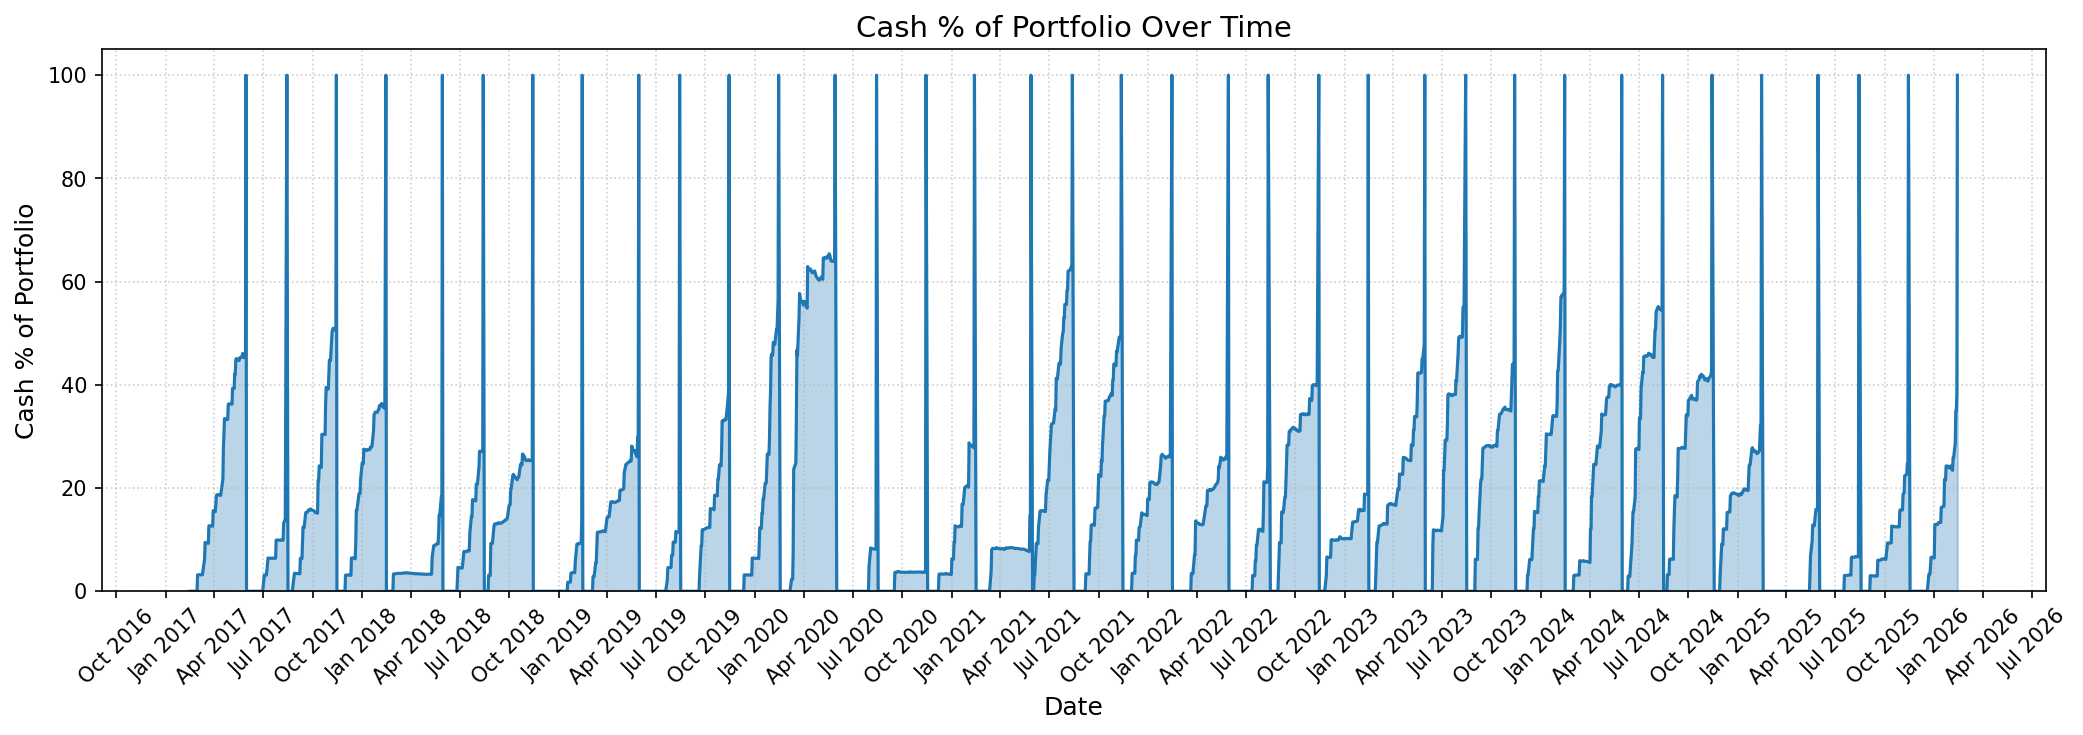 Cash % of Portfolio Over Time
Cash % of Portfolio
100
80
60
40
20
0
Oct 2016
Jan 2017
Apr 2017
Jul 2017
Oct 2017
Jan 2018
Apr 2018
Jul 2018
Oct 2018
Jan 2019
Apr 2019
Jul 2019
Oct 2019
Jan 2020
Apr 2020
Jul 2020
Oct 2020
Jan 2021
Apr 2021
Jul 2021
Oct 2021
Jan 2022
Apr 2022
Jul 2022
Oct 2022
Jan 2023
Apr 2023
Jul 2023
Oct 2023
Jan 2024
Apr 2024
Jul 2024
Oct 2024
Jan 2025
Apr 2025
Jul 2025
Oct 2025
Jan 2026
Apr 2026
Jul 2026
Date